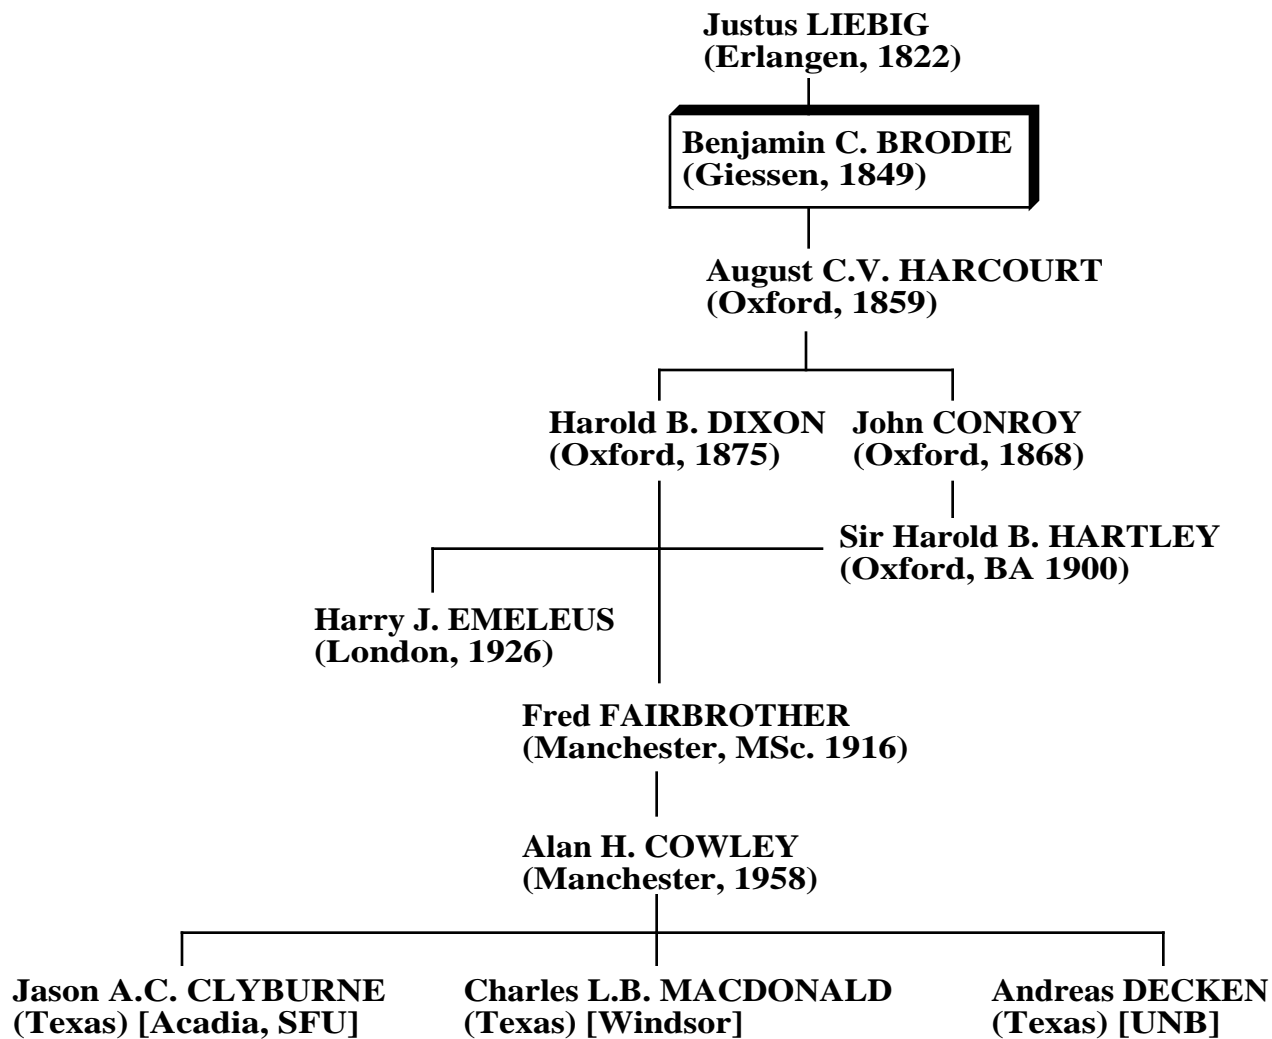 Justus LIEBIG
(Erlangen, 1822)
Benjamin C. BRODIE
(Giessen, 1849)
August C.V. HARCOURT
(Oxford, 1859)
Harold B. DIXON
(Oxford, 1875)
John CONROY
(Oxford, 1868)
Sir Harold B. HARTLEY
(Oxford, BA 1900)
Harry J. EMELEUS
(London, 1926)
Fred FAIRBROTHER
(Manchester, MSc. 1916)
Alan H. COWLEY
(Manchester, 1958)
Jason A.C. CLYBURNE
(Texas) [Acadia, SFU]
Charles L.B. MACDONALD
(Texas) [Windsor]
Andreas DECKEN
(Texas) [UNB]